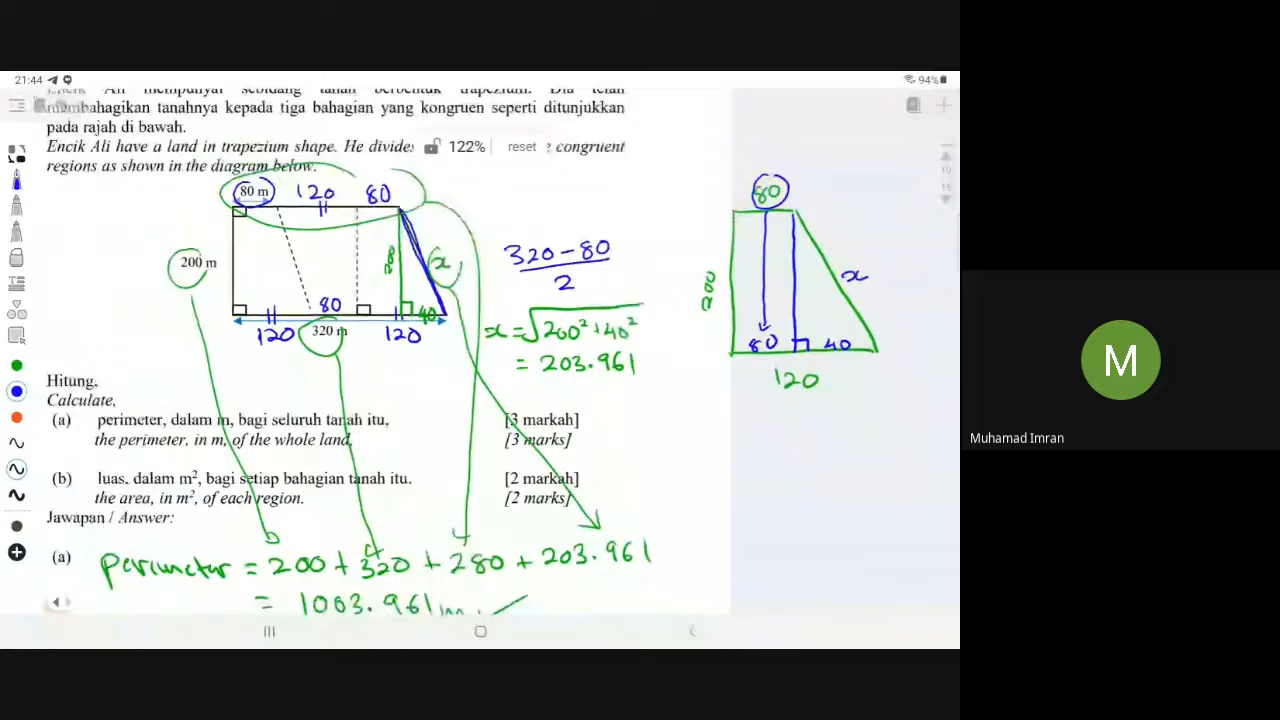 21:44
94%
mempunyai sebidang tanah berbentuk trapezium. Dia telah
membahagikan tanahnya kepada tiga bahagian yang kongruen seperti ditunjukkan
pada rajah di bawah.
Encik Ali have a land in trapezium shape. He divides congruent
122% reset
regions as shown in the diagram below.
80 m 120 80
200 m
200
x
80
40
120 320 m 120
320-80
2
x = √200²+40²
= 203.961
80
200
x
80 40
120
Hitung,
Calculate,
(a) perimeter, dalam m, bagi seluruh tanah itu, [3 markah]
the perimeter, in m, of the whole land, [3 marks]
(b) luas, dalam m², bagi setiap bahagian tanah itu. [2 markah]
the area, in m², of each region. [2 marks]
Jawapan / Answer:
(a) perimeter = 200 + 320 + 280 + 203.961
= 1003.961 m
10
15
M
Muhamad Imran